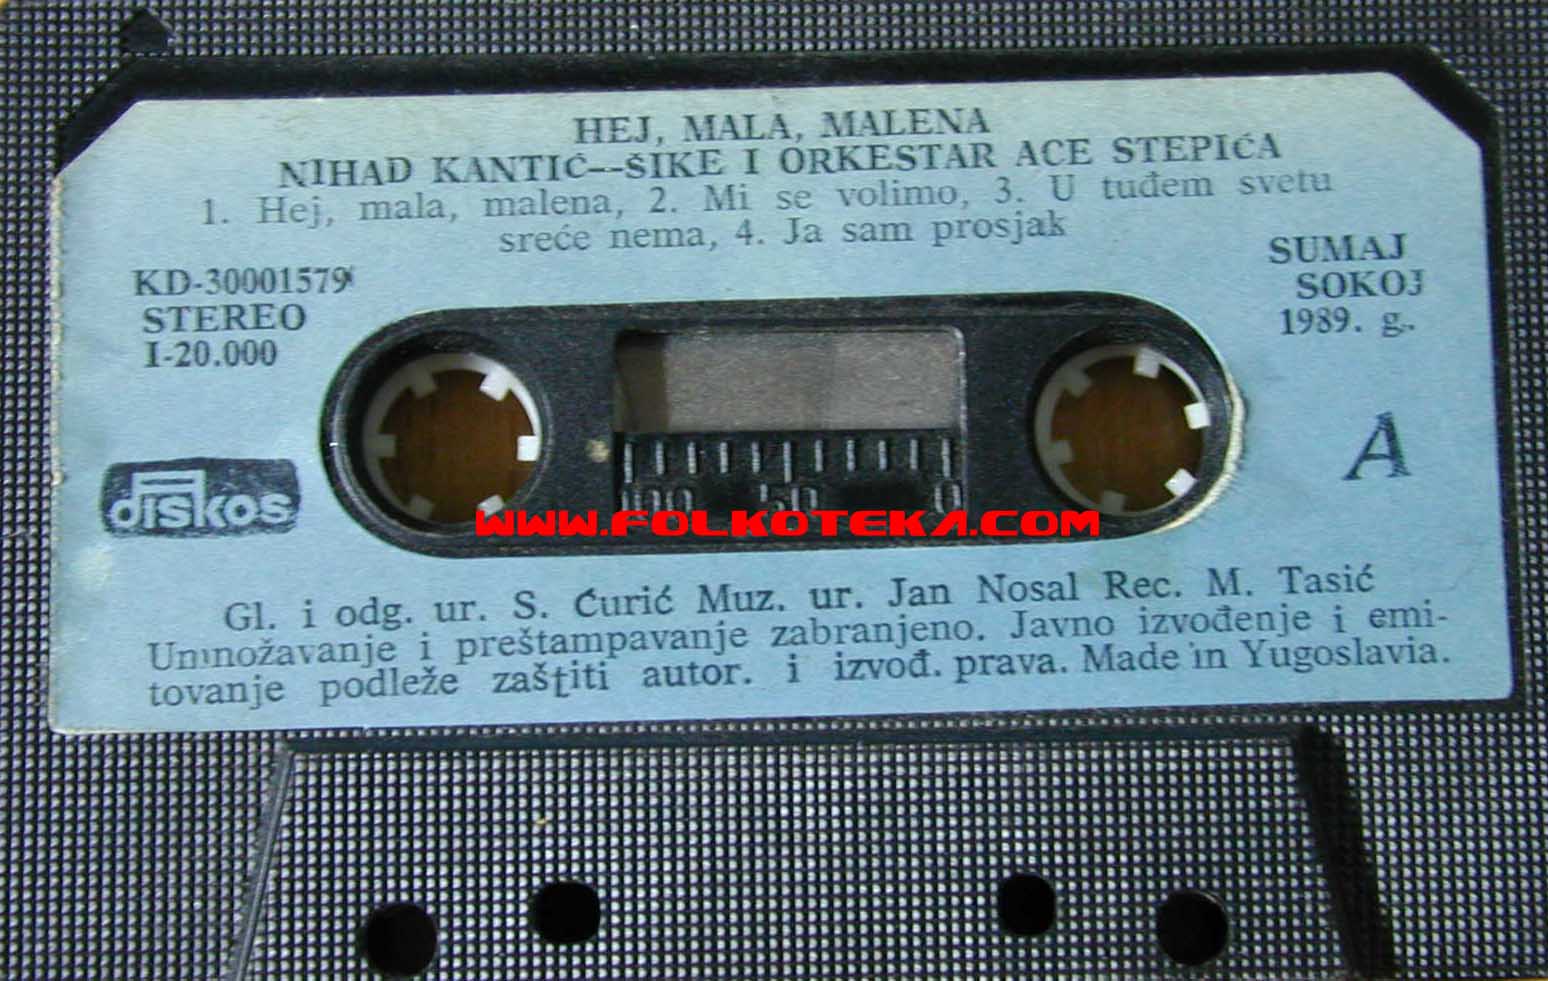 HEJ, MALA, MALENA
NIHAD KANTIĆ—ŠIKE I ORKESTAR ACE STEPIĆA
1. Hej, mala, malena, 2. Mi se volimo, 3. U tuđem svetu
sreće nema, 4. Ja sam prosjak
KD-30001579
STEREO
I-20.000
SUMAJ
SOKOJ
1989. g.
A
diskos
100 50 0
WWW.FOLKOTEKA.COM
Gl. i odg. ur. S. Ćurić Muz. ur. Jan Nosal Rec. M. Tasić
Umnožavanje i preštampavanje zabranjeno. Javno izvođenje i emi-
tovanje podleže zaštiti autor. i izvođ. prava. Made in Yugoslavia.